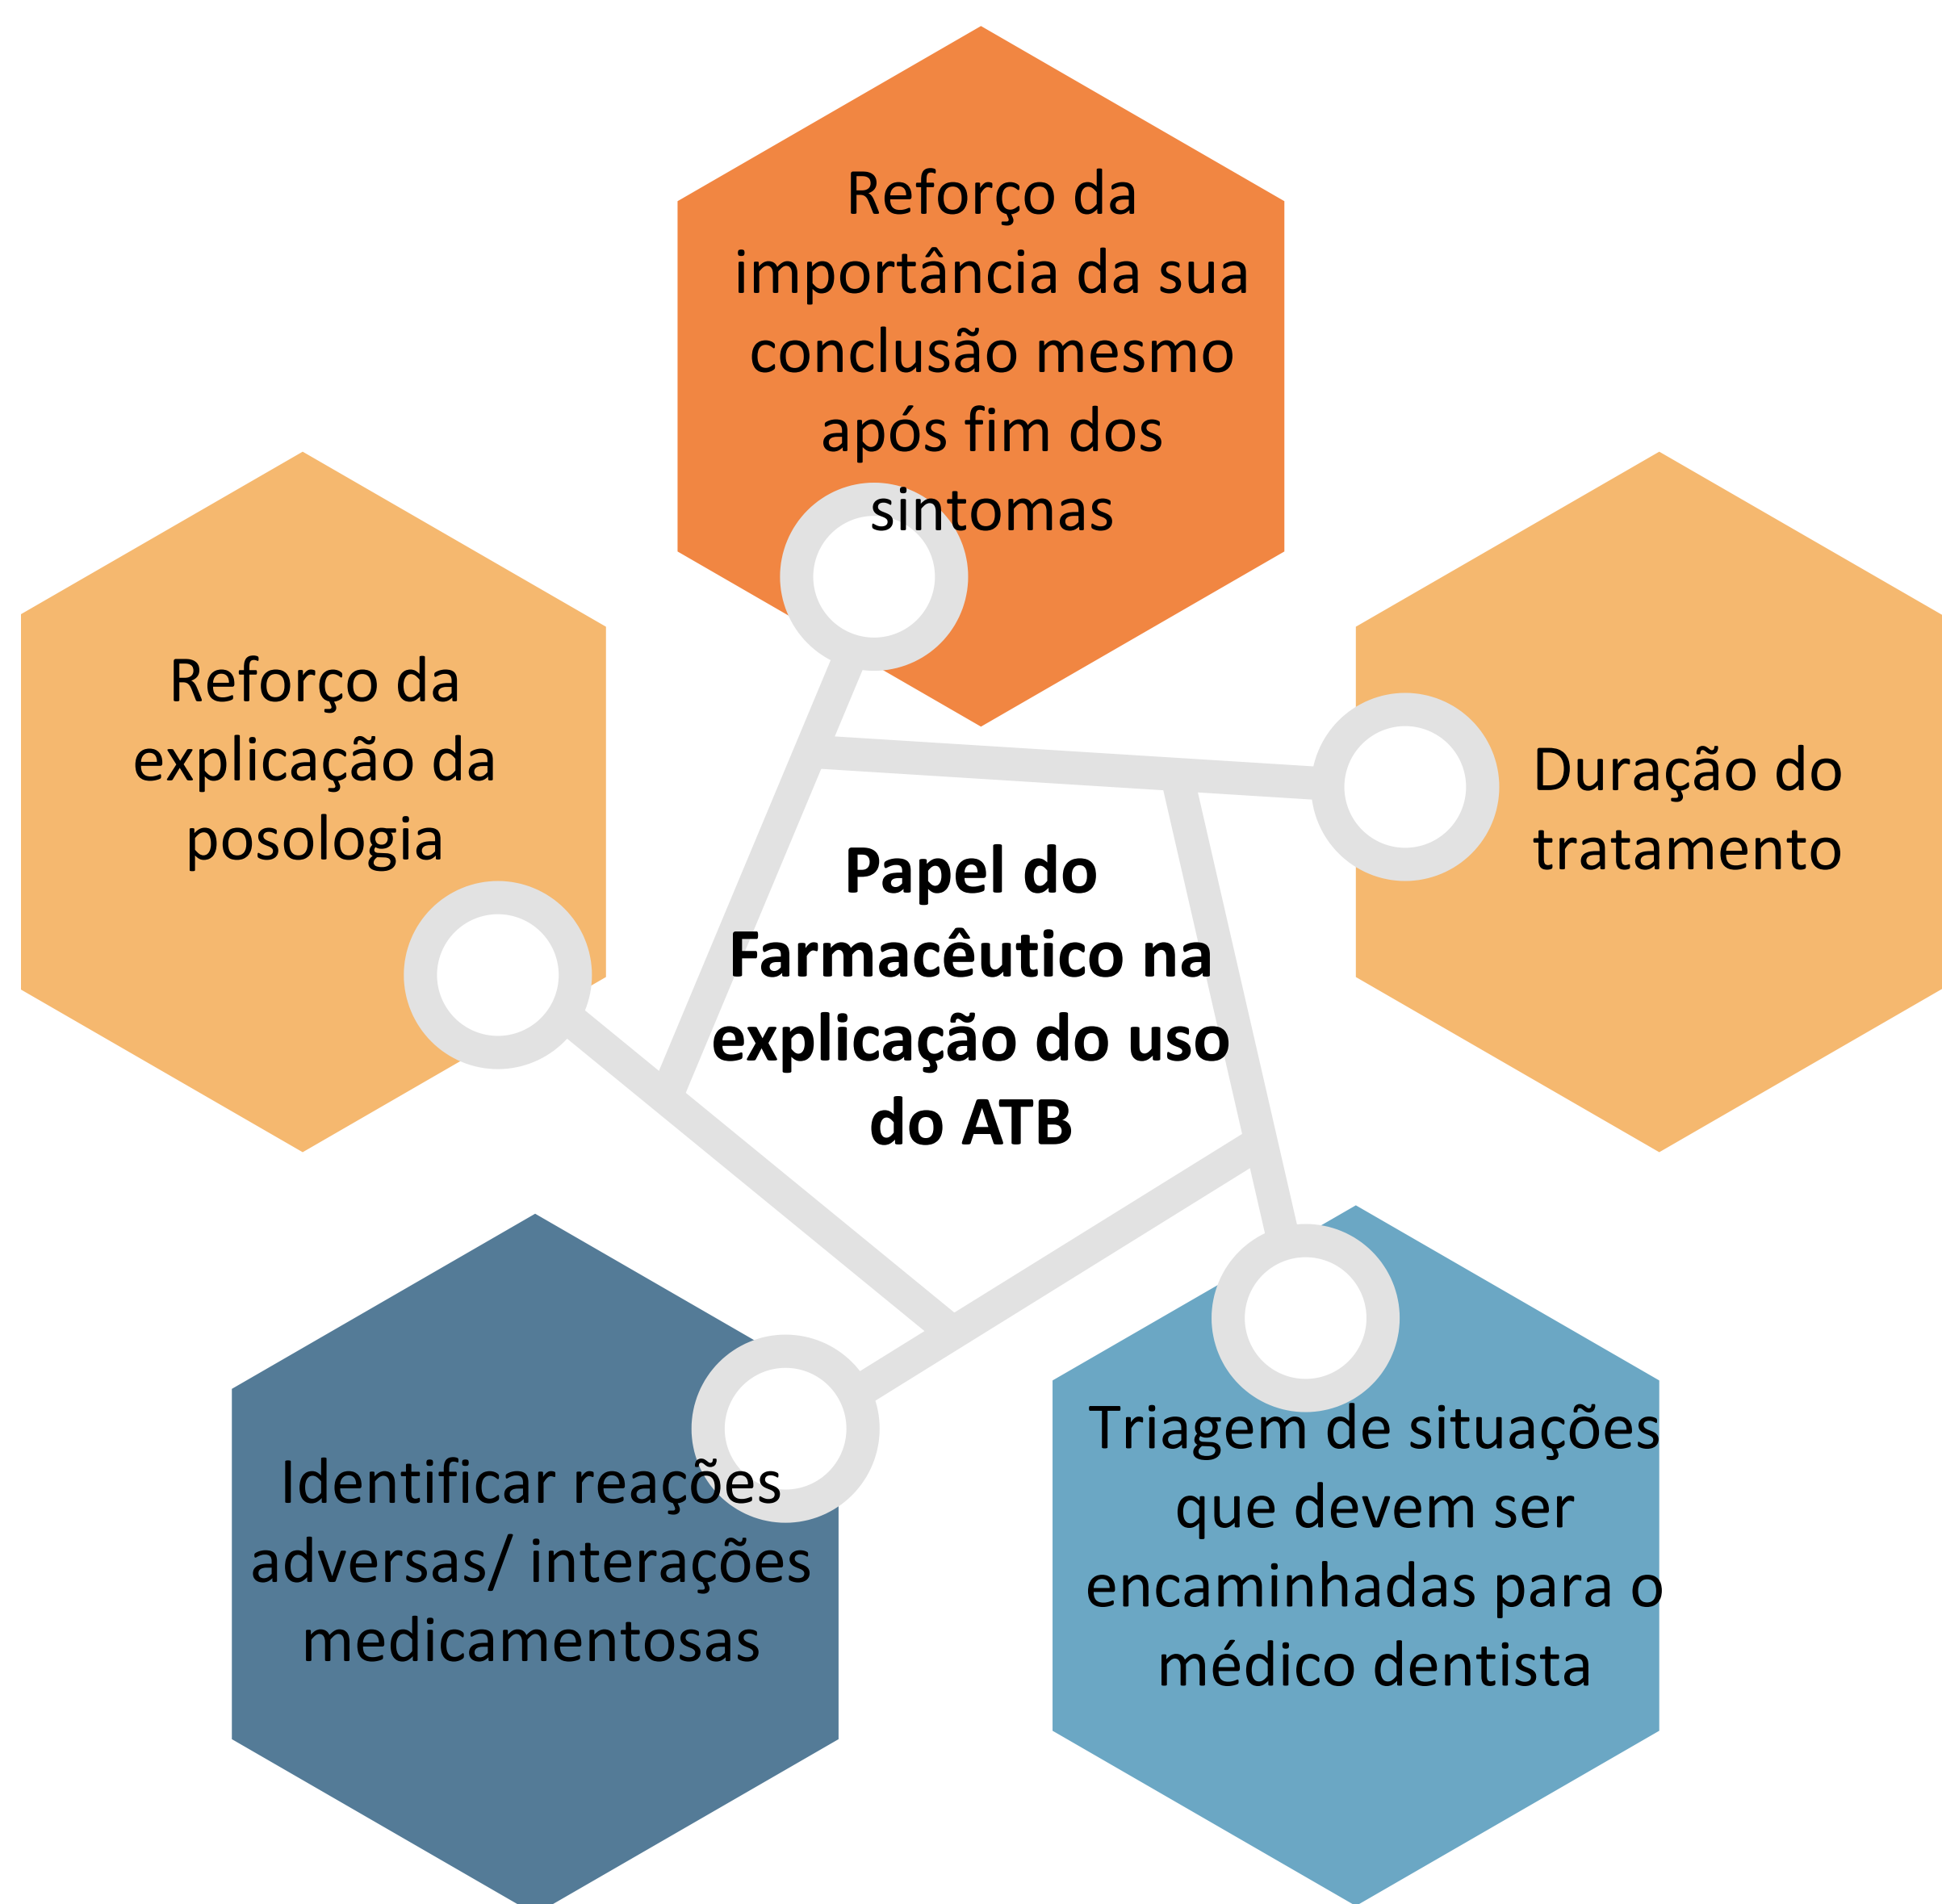 Reforço da
importância da sua
conclusão mesmo
após fim dos
sintomas
Reforço da
explicação da
posologia
Duração do
tratamento
Papel do
Farmacêutico na
explicação do uso
do ATB
Identificar reações
adversas/ interações
medicamentosas
Triagem de situações
que devem ser
encaminhadas para o
médico dentista